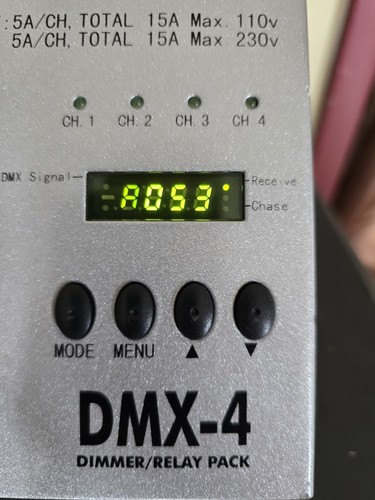 :5A/CH, TOTAL 15A Max. 110v
5A/CH, TOTAL 15A Max 230v
CH. 1 CH. 2 CH. 3 CH 4
DMX Signal
A053
Receive
Chase
MODE MENU ▲ ▼
DMX-4
DIMMER/RELAY PACK